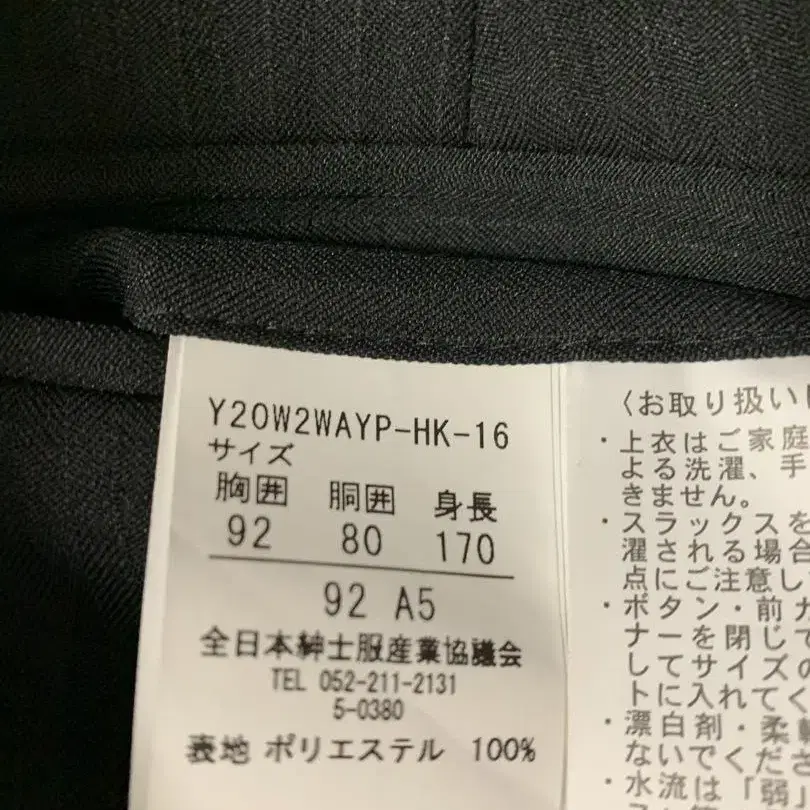 Y20W2WAYP-HK-16
サイズ
胸囲 胴囲 身長
92 80 170
92 A5
全日本紳士服産業協議会
TEL 052-211-2131
5-0380
表地 ポリエステル 100%
〈お取り扱い
・上衣はご家庭
よる洗濯、手
きません。
・スラックスを
濯される場合
点にご注意し
・ボタン・前カ
ナーを閉じて
してサイズの
トに入れてく
・漂白剤・柔軟
ないでくださ
・水流は「弱」